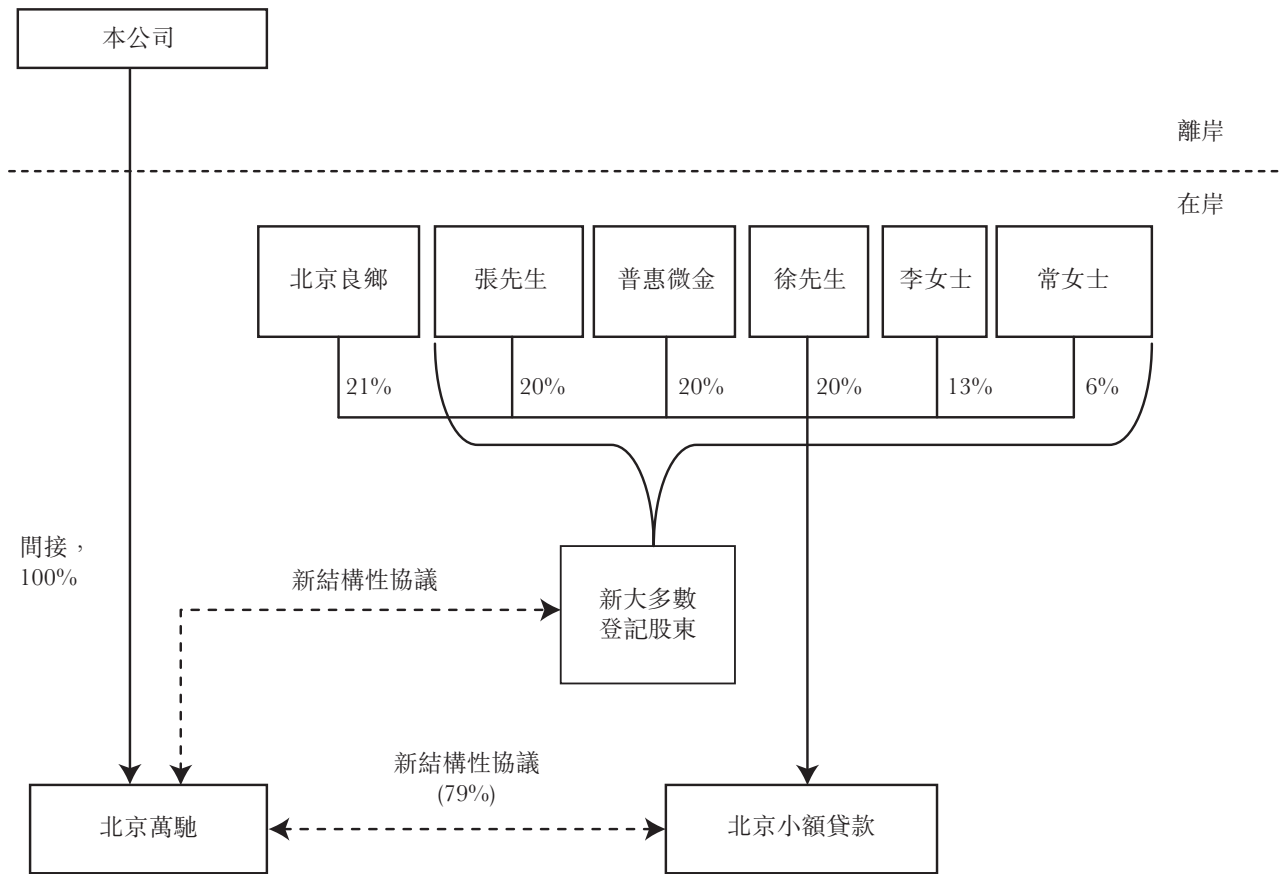 本公司
離岸
在岸
北京良鄉
張先生
普惠微金
徐先生
李女士
常女士
21%
20%
20%
20%
13%
6%
間接，
100%
新結構性協議
新大多數
登記股東
新結構性協議
(79%)
北京萬馳
北京小額貸款